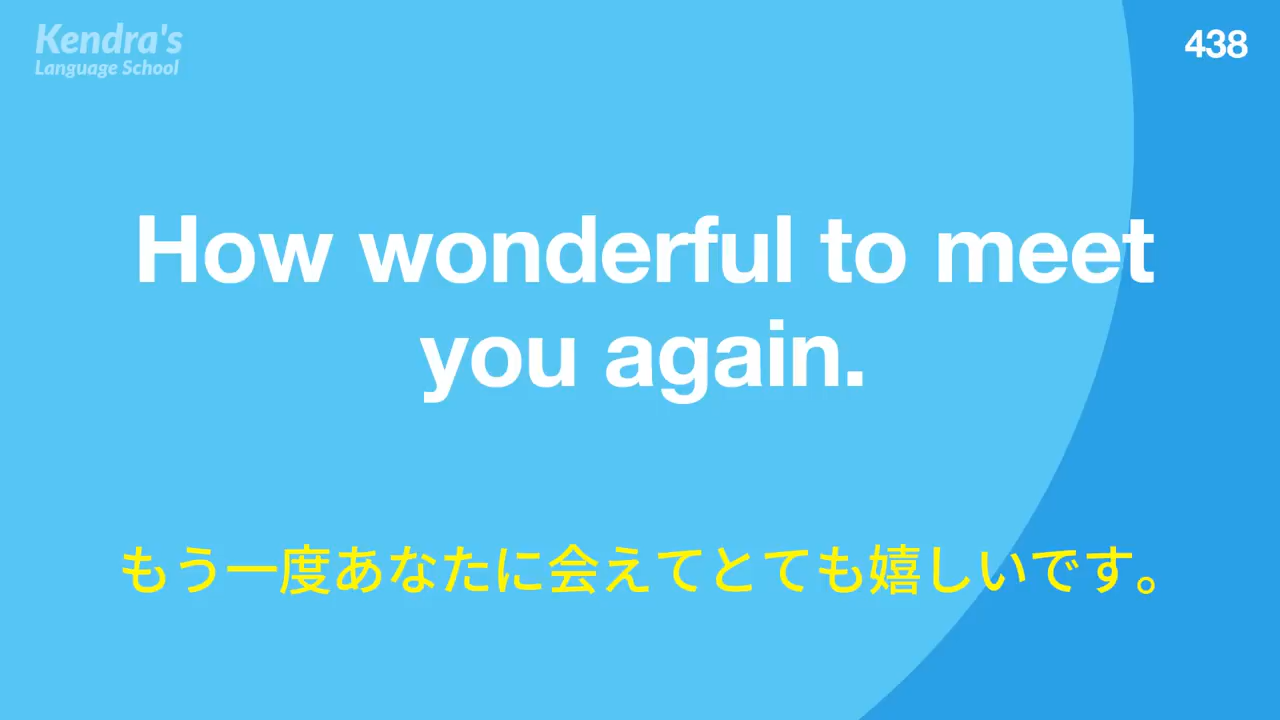 Kendra's
Language School
438
How wonderful to meet
you again.
もう一度あなたに会えてとても嬉しいです。